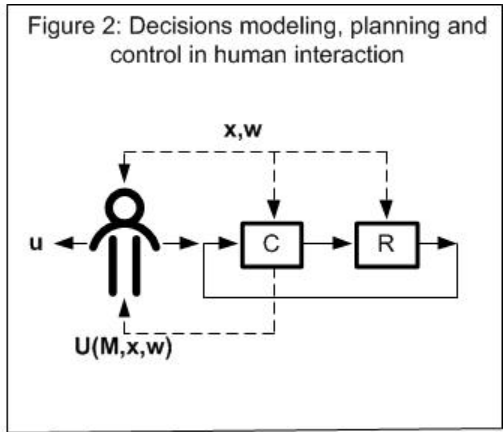 Figure 2: Decisions modeling, planning and
control in human interaction
x,w
u
C
R
U(M,x,w)